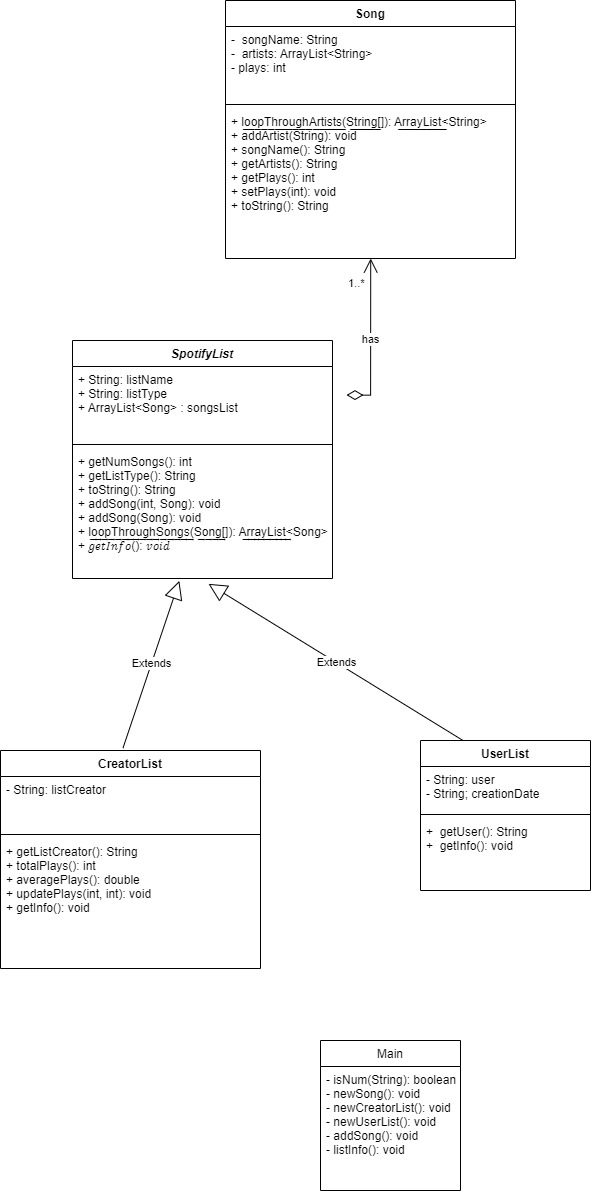 Song
- songName: String
- artists: ArrayList<String>
- plays: int
+ loopThroughArtists(String[]): ArrayList<String>
+ addArtist(String): void
+ songName(): String
+ getArtists(): String
+ getPlays(): int
+ setPlays(int): void
+ toString(): String
1..*
has
SpotifyList
+ String: listName
+ String: listType
+ ArrayList<Song> : songsList
+ getNumSongs(): int
+ getListType(): String
+ toString(): String
+ addSong(int, Song): void
+ addSong(Song): void
+ loopThroughSongs(Song[]): ArrayList<Song>
+ getInfo(): void
Extends
Extends
CreatorList
- String: listCreator
+ getListCreator(): String
+ totalPlays(): int
+ averagePlays(): double
+ updatePlays(int, int): void
+ getInfo(): void
UserList
- String: user
- String; creationDate
+ getUser(): String
+ getInfo(): void
Main
- isNum(String): boolean
- newSong(): void
- newCreatorList(): void
- newUserList(): void
- addSong(): void
- listInfo(): void